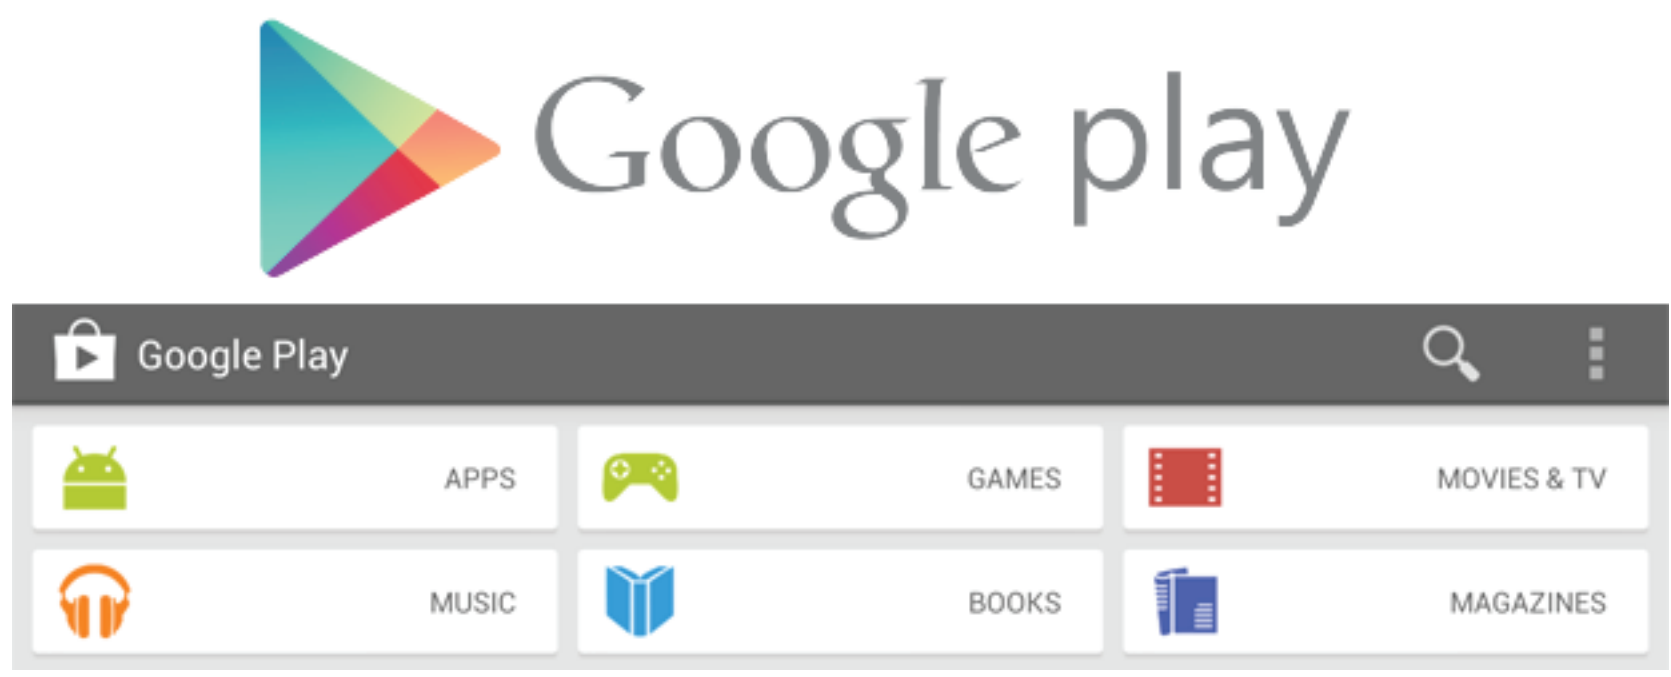 Google play
Google Play
APPS
GAMES
MOVIES & TV
MUSIC
BOOKS
MAGAZINES